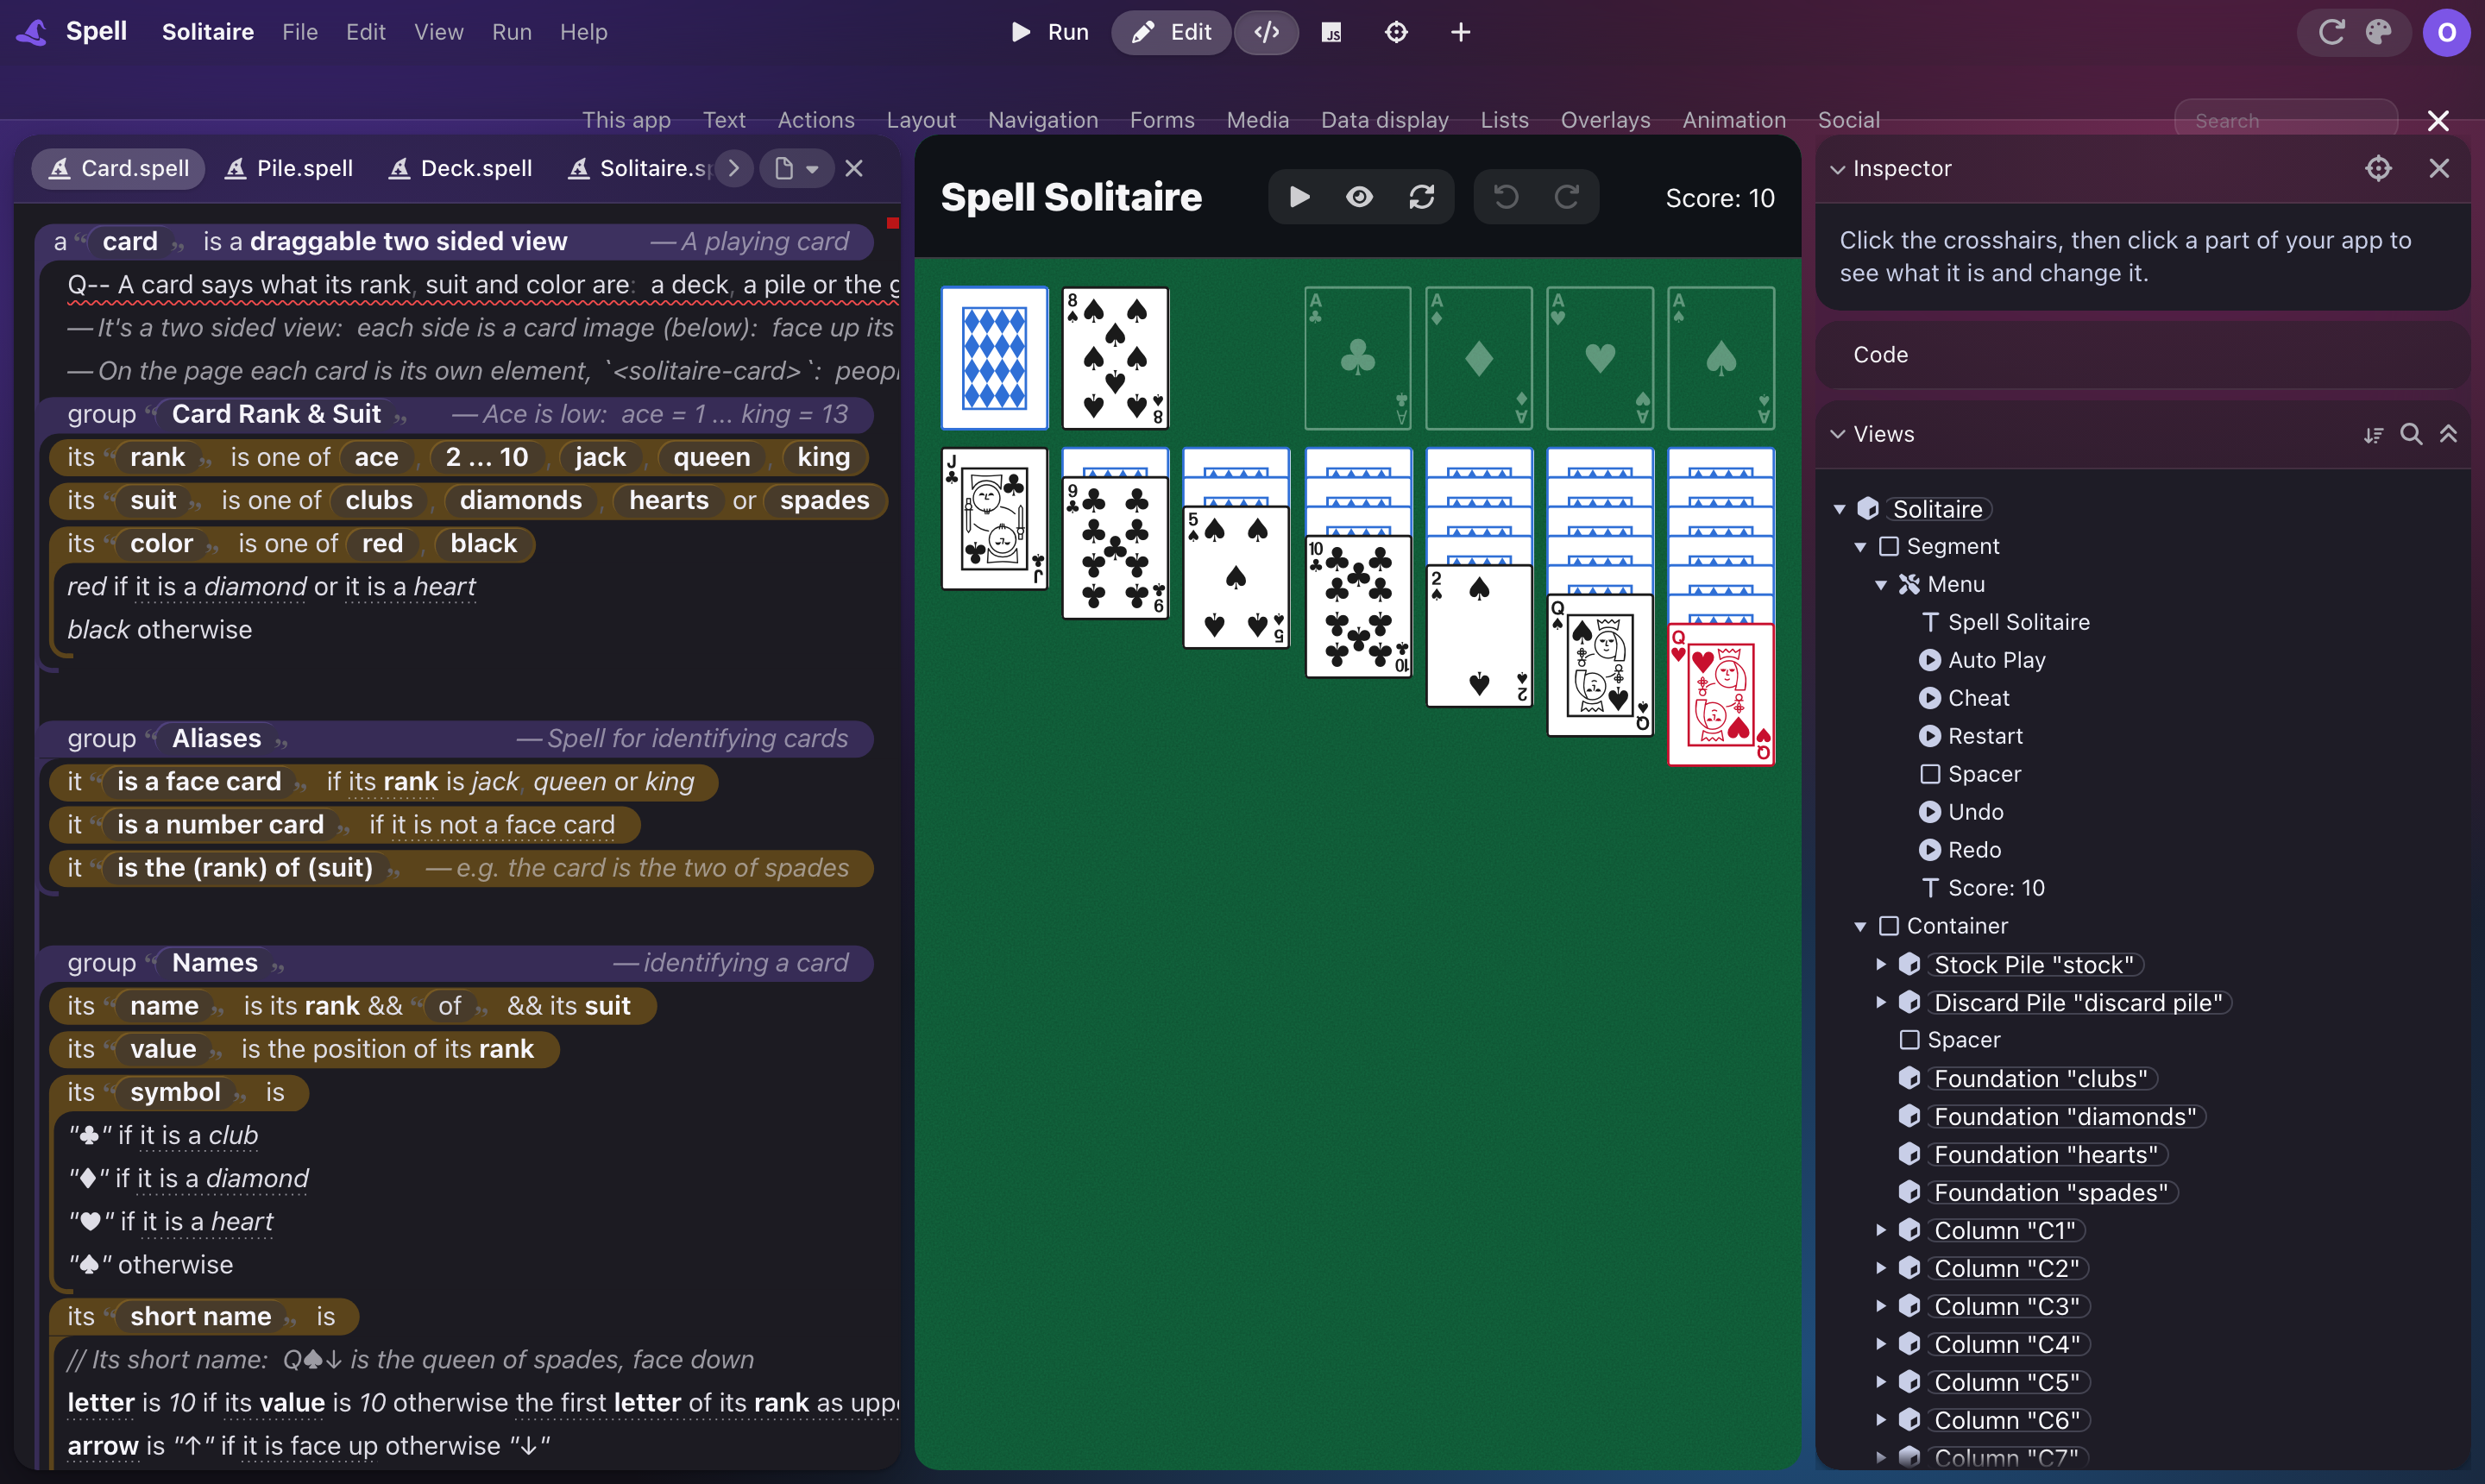 Spell Solitaire File Edit View Run Help
Run Edit </> JS
O
This app Text Actions Layout Navigation Forms Media Data display Lists Overlays Animation Social
Search
Card.spell Pile.spell Deck.spell Solitaire.sp
a “ card ” is a draggable two sided view — A playing card
Q-- A card says what its rank, suit and color are: a deck, a pile or the g
— It's a two sided view: each side is a card image (below): face up its
— On the page each card is its own element, `<solitaire-card>`: peopl
group “ Card Rank & Suit ” — Ace is low: ace = 1 ... king = 13
its “ rank ” is one of ace , 2 ... 10 , jack , queen , king
its “ suit ” is one of clubs , diamonds , hearts or spades
its “ color ” is one of red , black
red if it is a diamond or it is a heart
black otherwise
group “ Aliases ” — Spell for identifying cards
it “ is a face card ” if its rank is jack, queen or king
it “ is a number card ” if it is not a face card
it “ is the (rank) of (suit) ” — e.g. the card is the two of spades
group “ Names ” — identifying a card
its “ name ” is its rank && “ of ” && its suit
its “ value ” is the position of its rank
its “ symbol ” is
"♣" if it is a club
"♦" if it is a diamond
"♥" if it is a heart
"♠" otherwise
its “ short name ” is
// Its short name: Q♠↓ is the queen of spades, face down
letter is 10 if its value is 10 otherwise the first letter of its rank as uppe
arrow is "↑" if it is face up otherwise "↓"
Spell Solitaire
Score: 10
8 8
A A
A A
A A
A A
J J
9 9
5 5
10 10
2 2
Q Q
Q Q
Inspector
Click the crosshairs, then click a part of your app to
see what it is and change it.
Code
Views
Solitaire
Segment
Menu
Spell Solitaire
Auto Play
Cheat
Restart
Spacer
Undo
Redo
Score: 10
Container
Stock Pile "stock"
Discard Pile "discard pile"
Spacer
Foundation "clubs"
Foundation "diamonds"
Foundation "hearts"
Foundation "spades"
Column "C1"
Column "C2"
Column "C3"
Column "C4"
Column "C5"
Column "C6"
Column "C7"